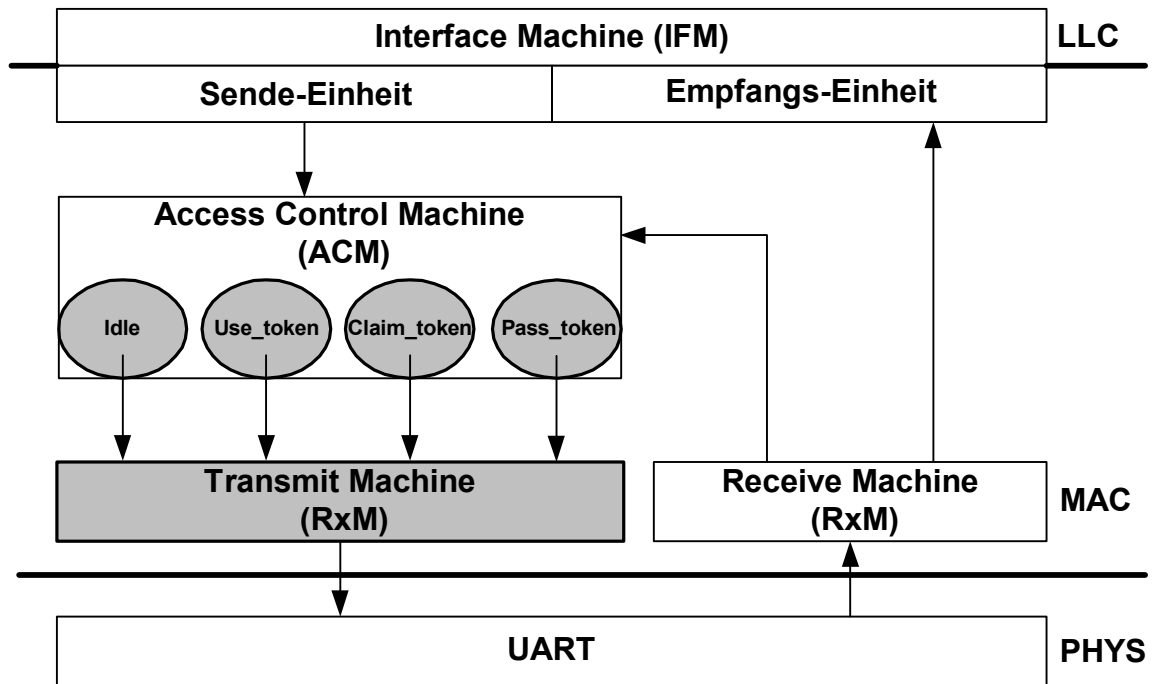 Interface Machine (IFM)
LLC
Sende-Einheit
Empfangs-Einheit
Access Control Machine
(ACM)
Idle
Use_token
Claim_token
Pass_token
Transmit Machine
(RxM)
Receive Machine
(RxM)
MAC
UART
PHYS